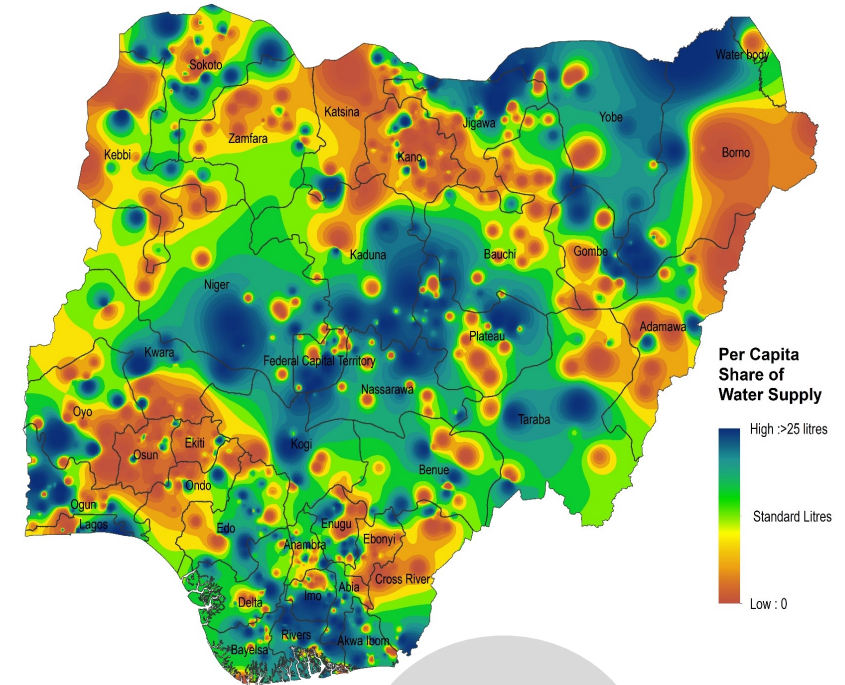 Sokoto
Water body
Katsina
Yobe
Jigawa
Zamfara
Kebbi
Kano
Borno
Kaduna
Bauchi
Gombe
Niger
Adamawa
Plateau
Kwara
Federal Capital Territory
Nassarawa
Oyo
Taraba
Ekiti
Kogi
Osun
Benue
Ondo
Ogun
Lagos
Edo
Enugu
Anambra
Ebonyi
Cross River
Abia
Imo
Delta
Rivers
Akwa Ibom
Bayelsa
Per Capita
Share of
Water Supply
High :>25 litres
Standard Litres
Low : 0